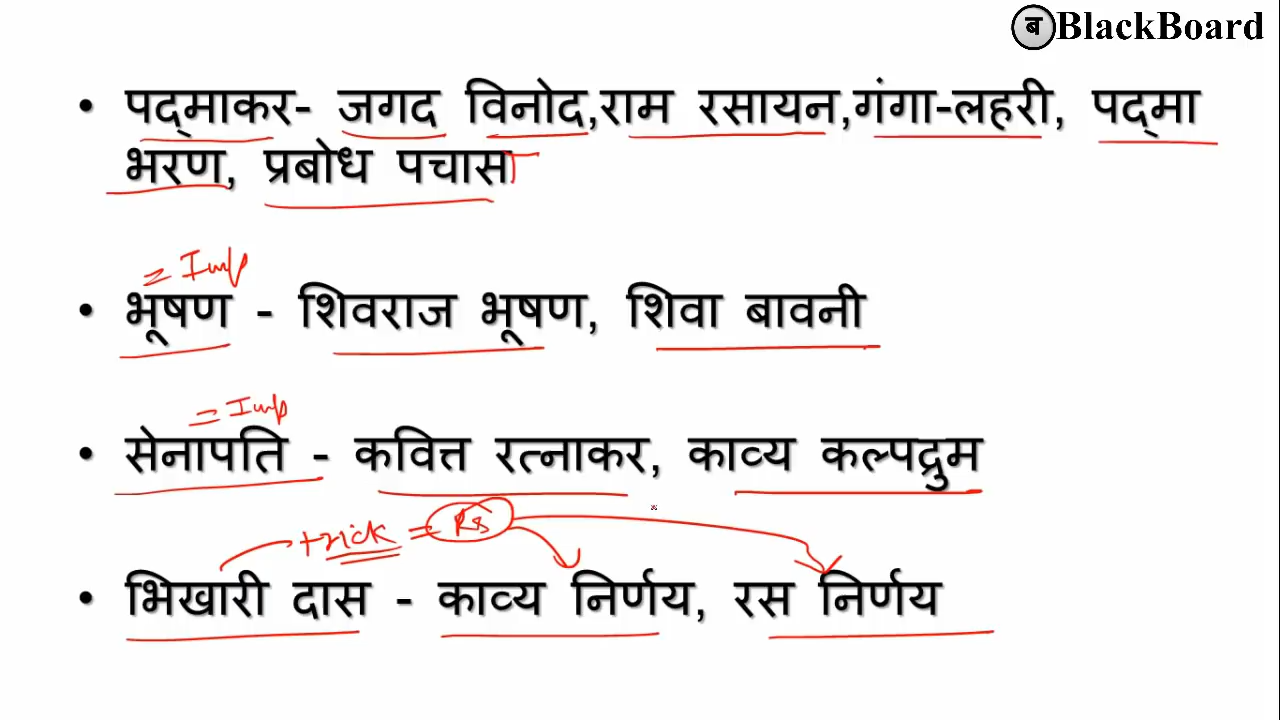 ब BlackBoard
• पद्माकर- जगद विनोद,राम रसायन,गंगा-लहरी, पद्मा
भरण, प्रबोध पचासा
= Imp
• भूषण - शिवराज भूषण, शिवा बावनी
= Imp
• सेनापति - कवित्त रत्नाकर, काव्य कल्पद्रुम
trick = Rs
• भिखारी दास - काव्य निर्णय, रस निर्णय